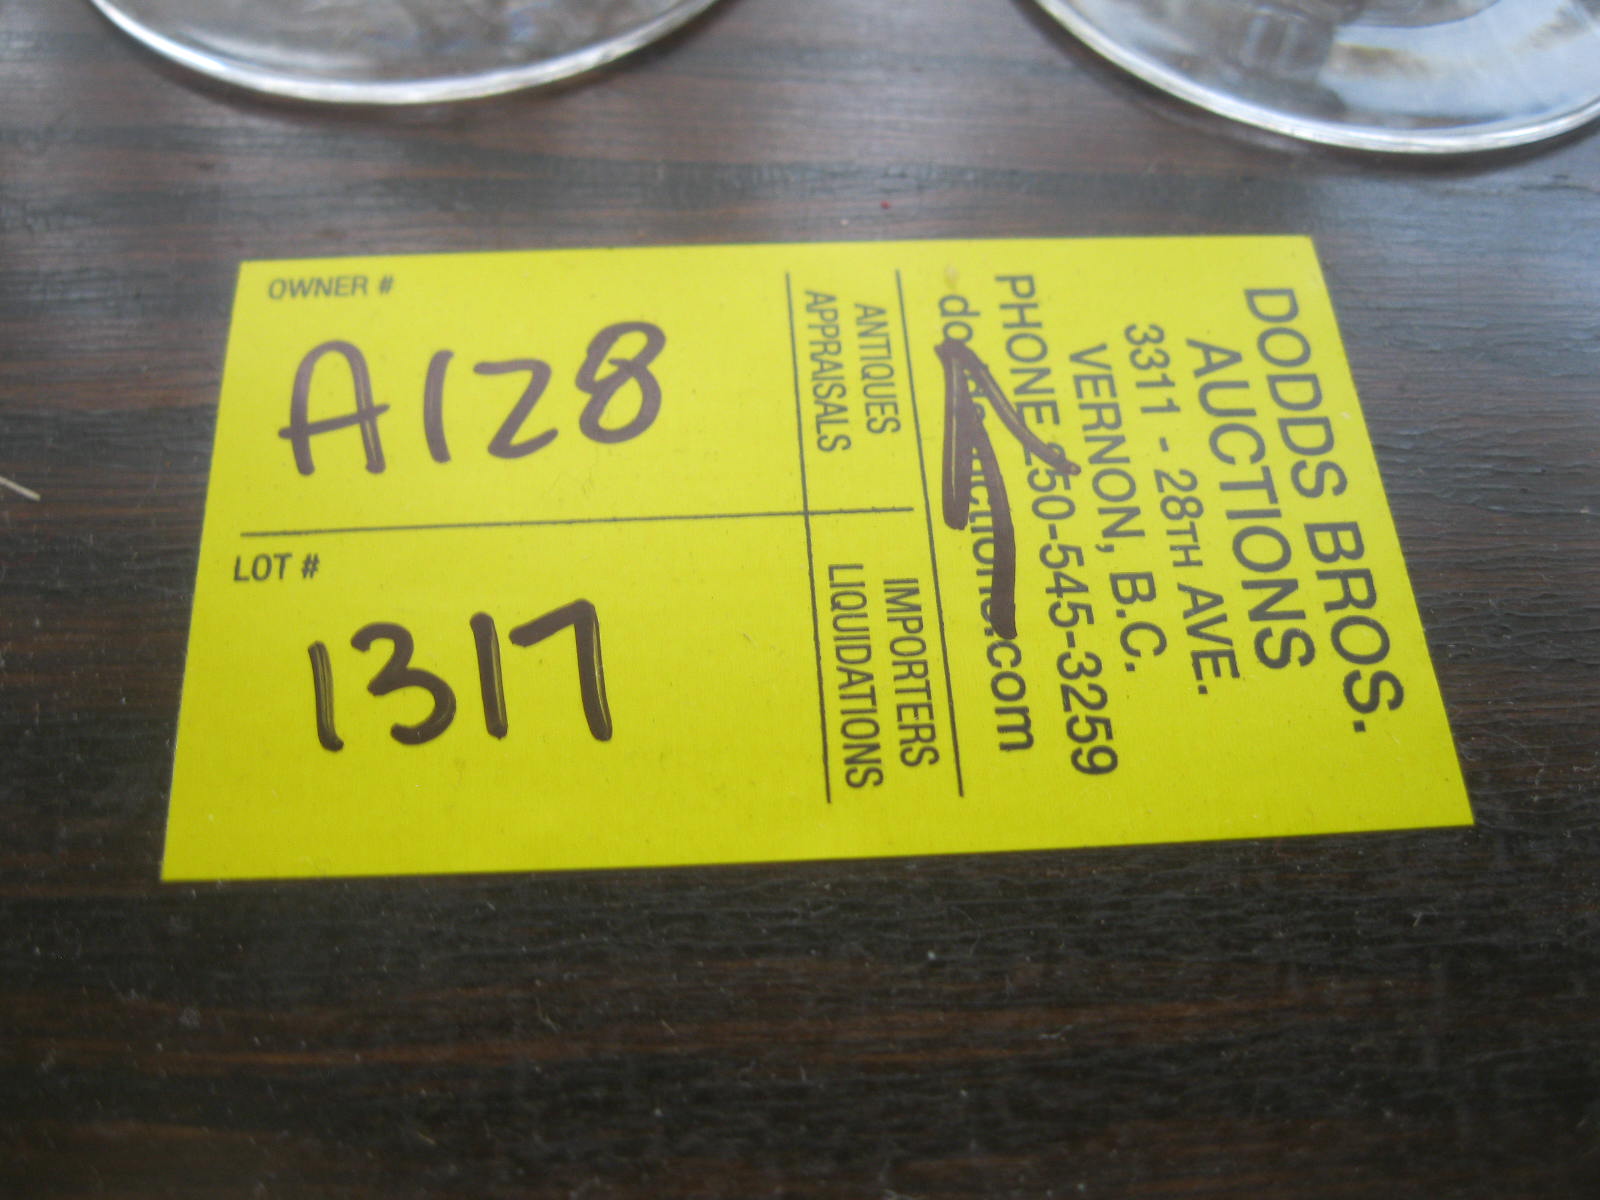 OWNER #
A128
LOT #
1317
DODDS BROS.
AUCTIONS
3311 - 28TH AVE.
VERNON, B.C.
PHONE 250-545-3259
ANTIQUES
APPRAISALS
IMPORTERS
LIQUIDATIONS